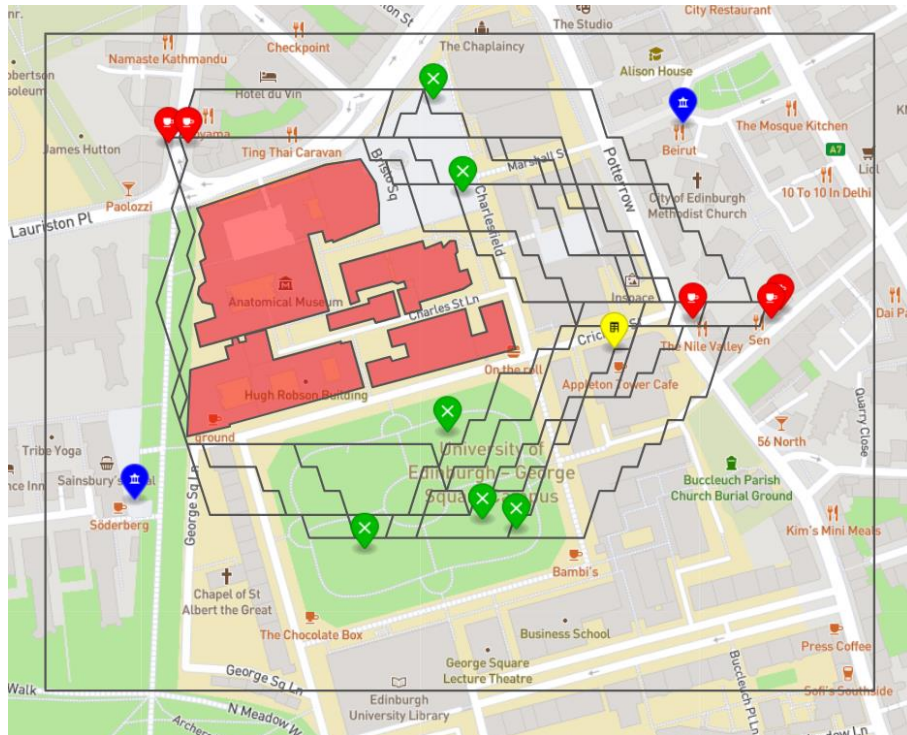 The Studio
City Restaurant
Namaste Kathmandu
Checkpoint
The Chaplaincy
Alison House
Hotel du Vin
James Hutton
Ting Thai Caravan
Beirut
The Mosque Kitchen
A7
Marshall St
Bristo Sq
Potterrow
Paolozzi
City of Edinburgh
Methodist Church
10 To 10 In Delhi
Lauriston Pl
Charlesfield
Anatomical Museum
Inspace
Charles St Ln
The Nile Valley
Sen
On the roll
Appleton Tower Cafe
Hugh Robson Building
Quarry Close
ground
56 North
Tribe Yoga
University of
Edinburgh – George
Buccleuch Parish
Church Burial Ground
Söderberg
George Sq Ln
Kim's Mini Meals
Bambi's
Chapel of St
Albert the Great
The Chocolate Box
Business School
Press Coffee
George Square
Lecture Theatre
George Sq Ln
Buccleuch Pl Ln
Sofi's Southside
Walk
N Meadow W
Edinburgh
University Library